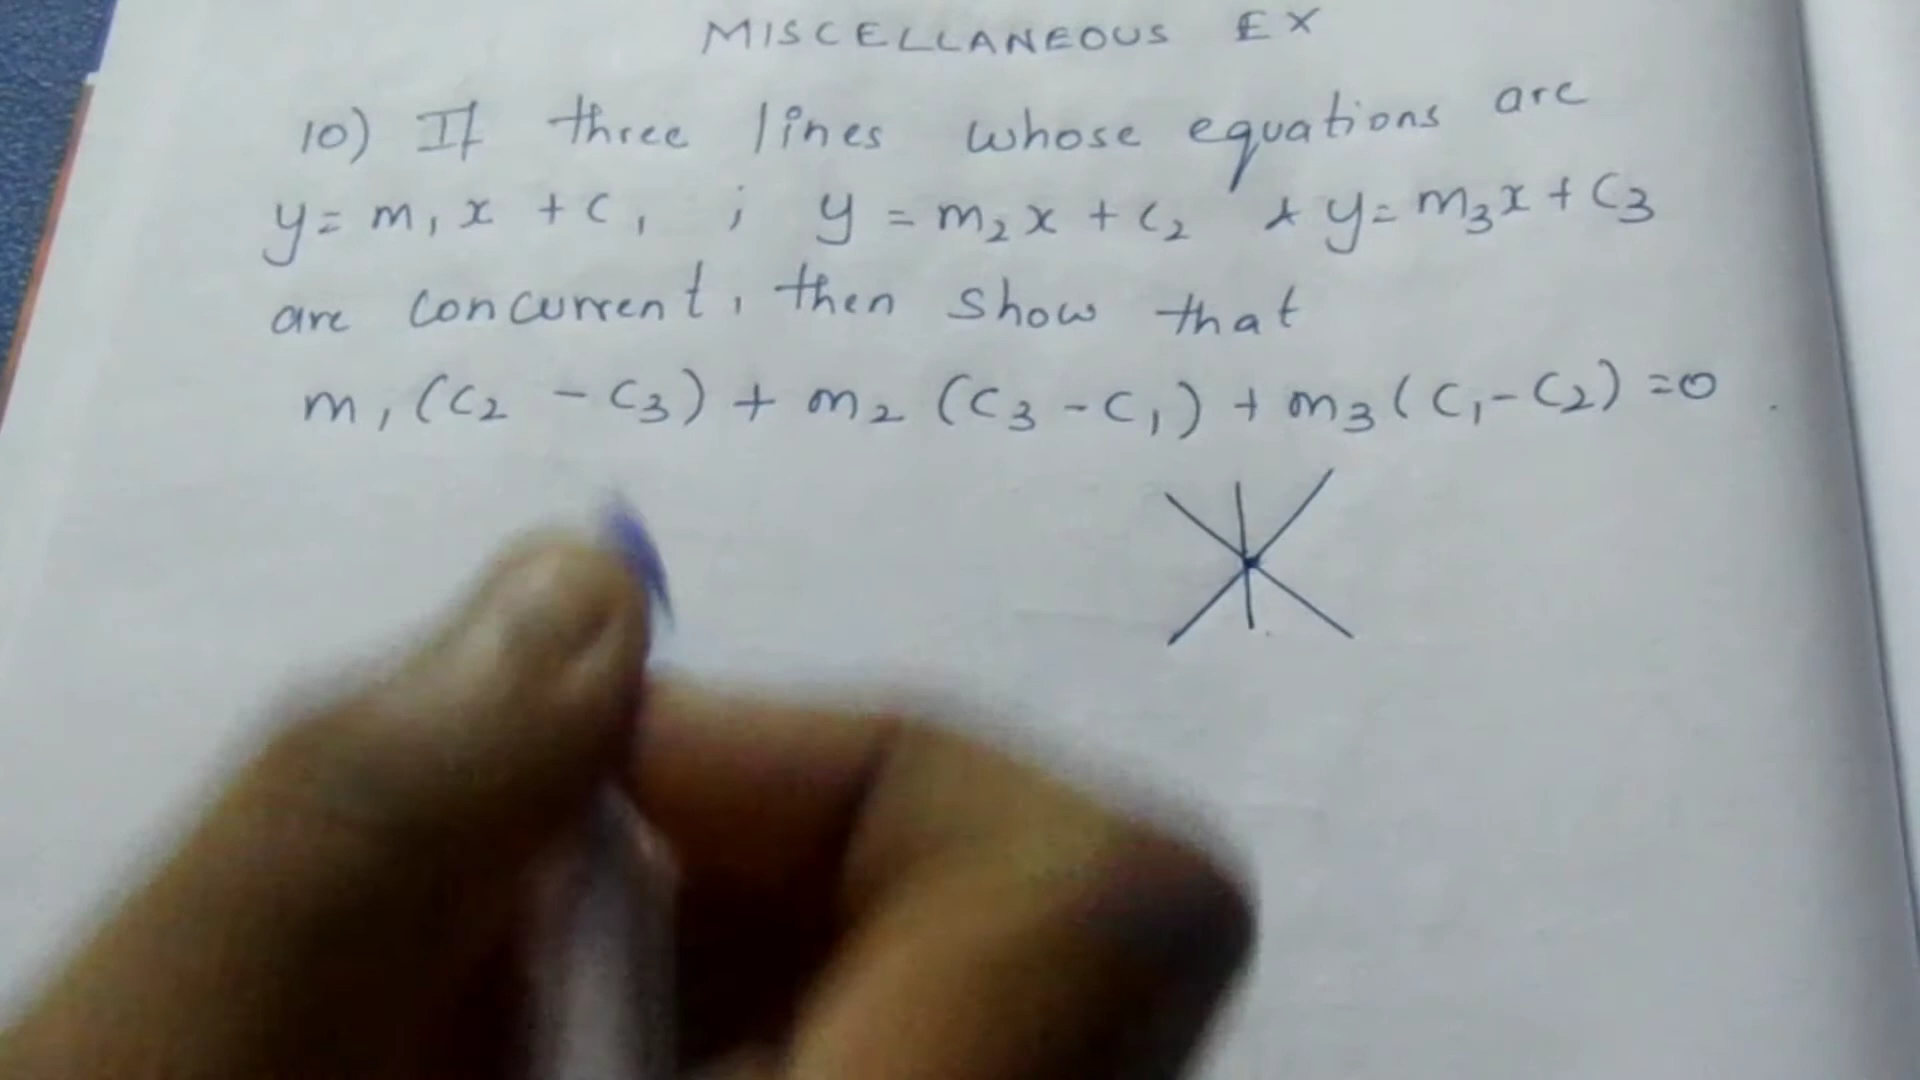 MISCELLANEOUS EX
10) If three lines whose equations are
y = m₁x + c₁ ; y = m₂x + c₂ & y = m₃x + c₃
are concurrent, then show that
m₁(c₂ - c₃) + m₂(c₃ - c₁) + m₃(c₁ - c₂) = 0.